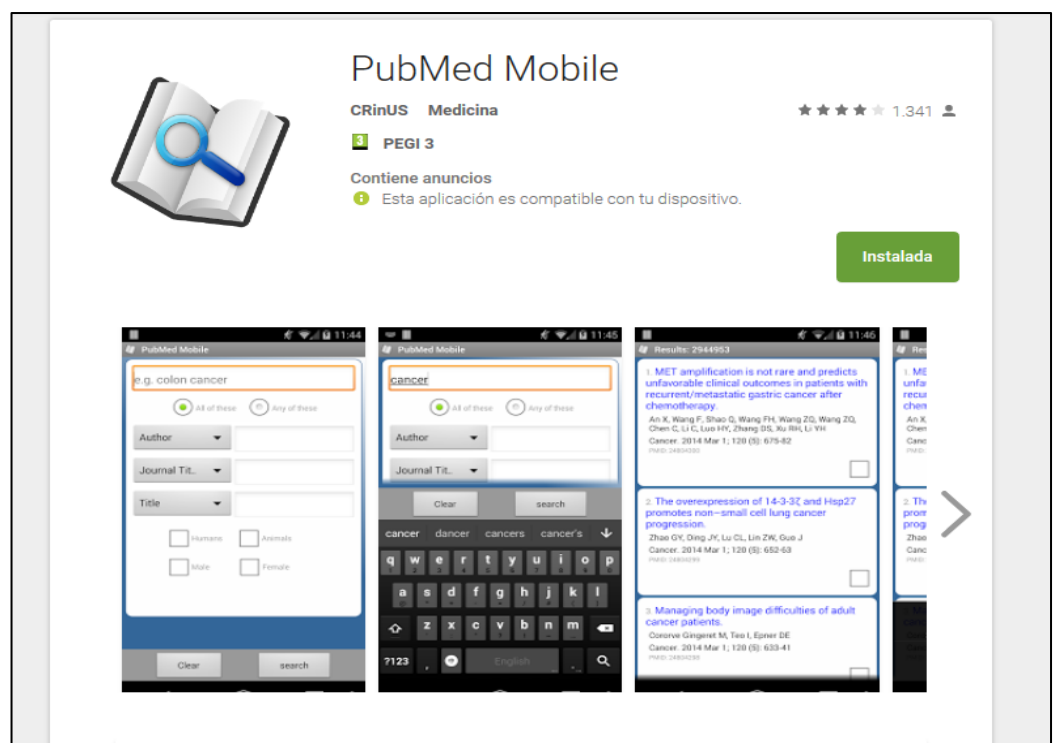 PubMed Mobile
CRinUS Medicina
1.341
3 PEGI 3
Contiene anuncios
Esta aplicación es compatible con tu dispositivo.
Instalada
11:44
PubMed Mobile
e.g. colon cancer
All of these Any of these
Author
Journal Tit..
Title
Humans Animals
Male Female
Clear search
11:45
PubMed Mobile
cancer
All of these Any of these
Author
Journal Tit..
Clear search
cancer dancer cancers cancer's
q w e r t y u i o p
a s d f g h j k l
z x c v b n m
?123 , English .
11:46
Results: 2944953
1. MET amplification is not rare and predicts
unfavorable clinical outcomes in patients with
recurrent/metastatic gastric cancer after
chemotherapy.
An X, Wang F, Shao Q, Wang FH, Wang ZQ, Wang ZQ,
Chen C, Li C, Luo HY, Zhang DS, Xu RH, Li YH
Cancer. 2014 Mar 1; 120 (5): 675-82
2. The overexpression of 14-3-3ζ and Hsp27
promotes non-small cell lung cancer
progression.
Zhao GY, Ding JY, Lu CL, Lin ZW, Guo J
Cancer. 2014 Mar 1; 120 (5): 652-63
3. Managing body image difficulties of adult
cancer patients.
Cororve Gingeret M, Teo I, Epner DE
Cancer. 2014 Mar 1; 120 (5): 633-41